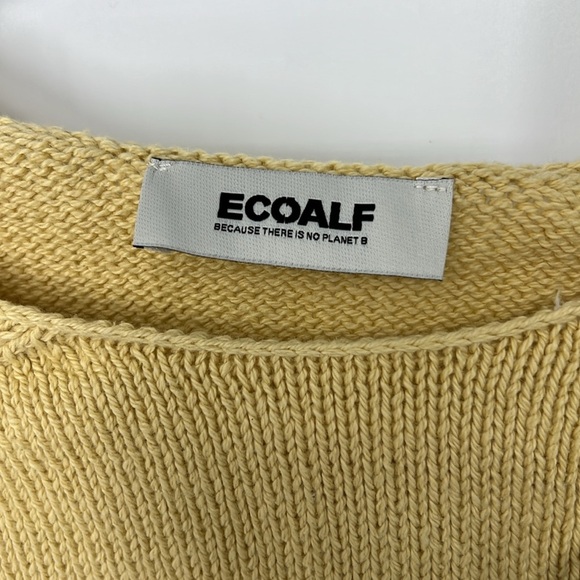 ECOALF
BECAUSE THERE IS NO PLANET B